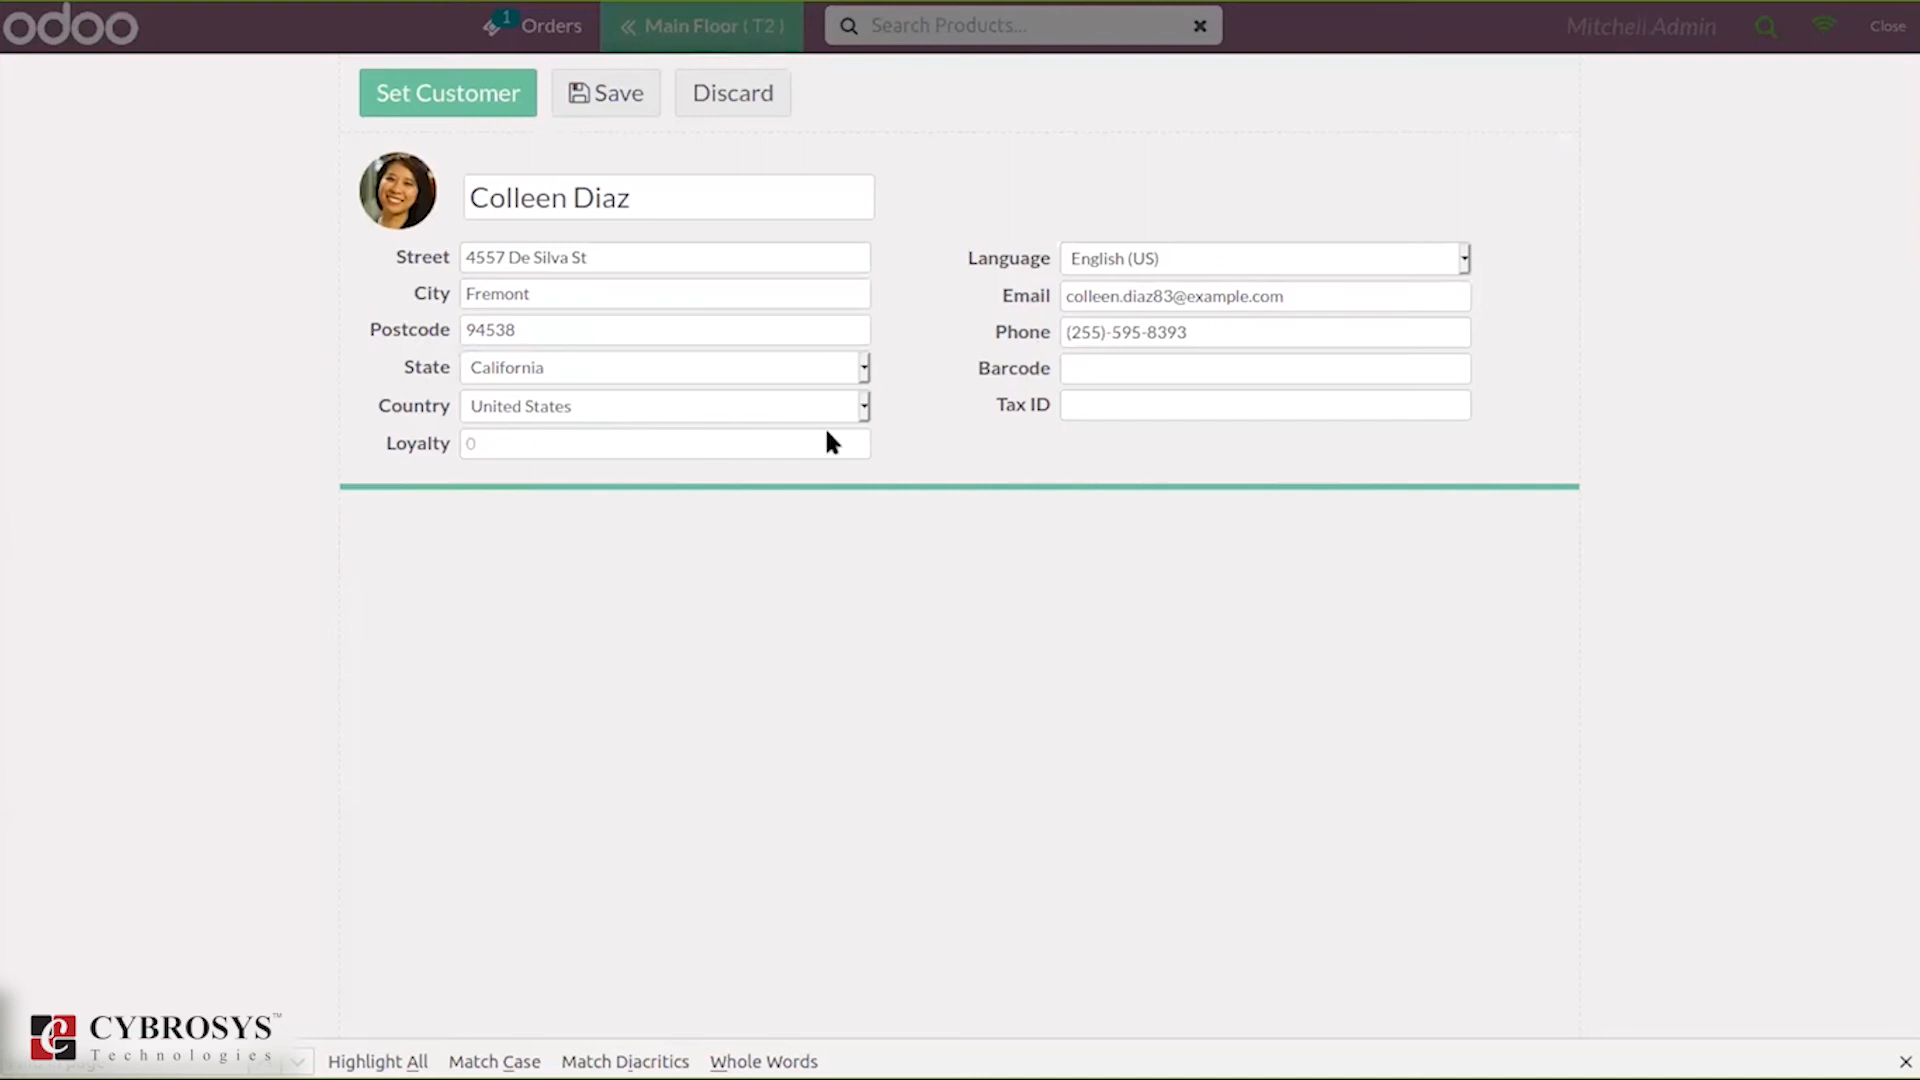 odoo
1 Orders
Main Floor ( T2 )
Search Products...
Mitchell Admin
Close
Set Customer
Save
Discard
Colleen Diaz
Street 4557 De Silva St
City Fremont
Postcode 94538
State California
Country United States
Loyalty 0
Language English (US)
Email colleen.diaz83@example.com
Phone (255)-595-8393
Barcode
Tax ID
CYBROSYS™
Technologies
Highlight All
Match Case
Match Diacritics
Whole Words